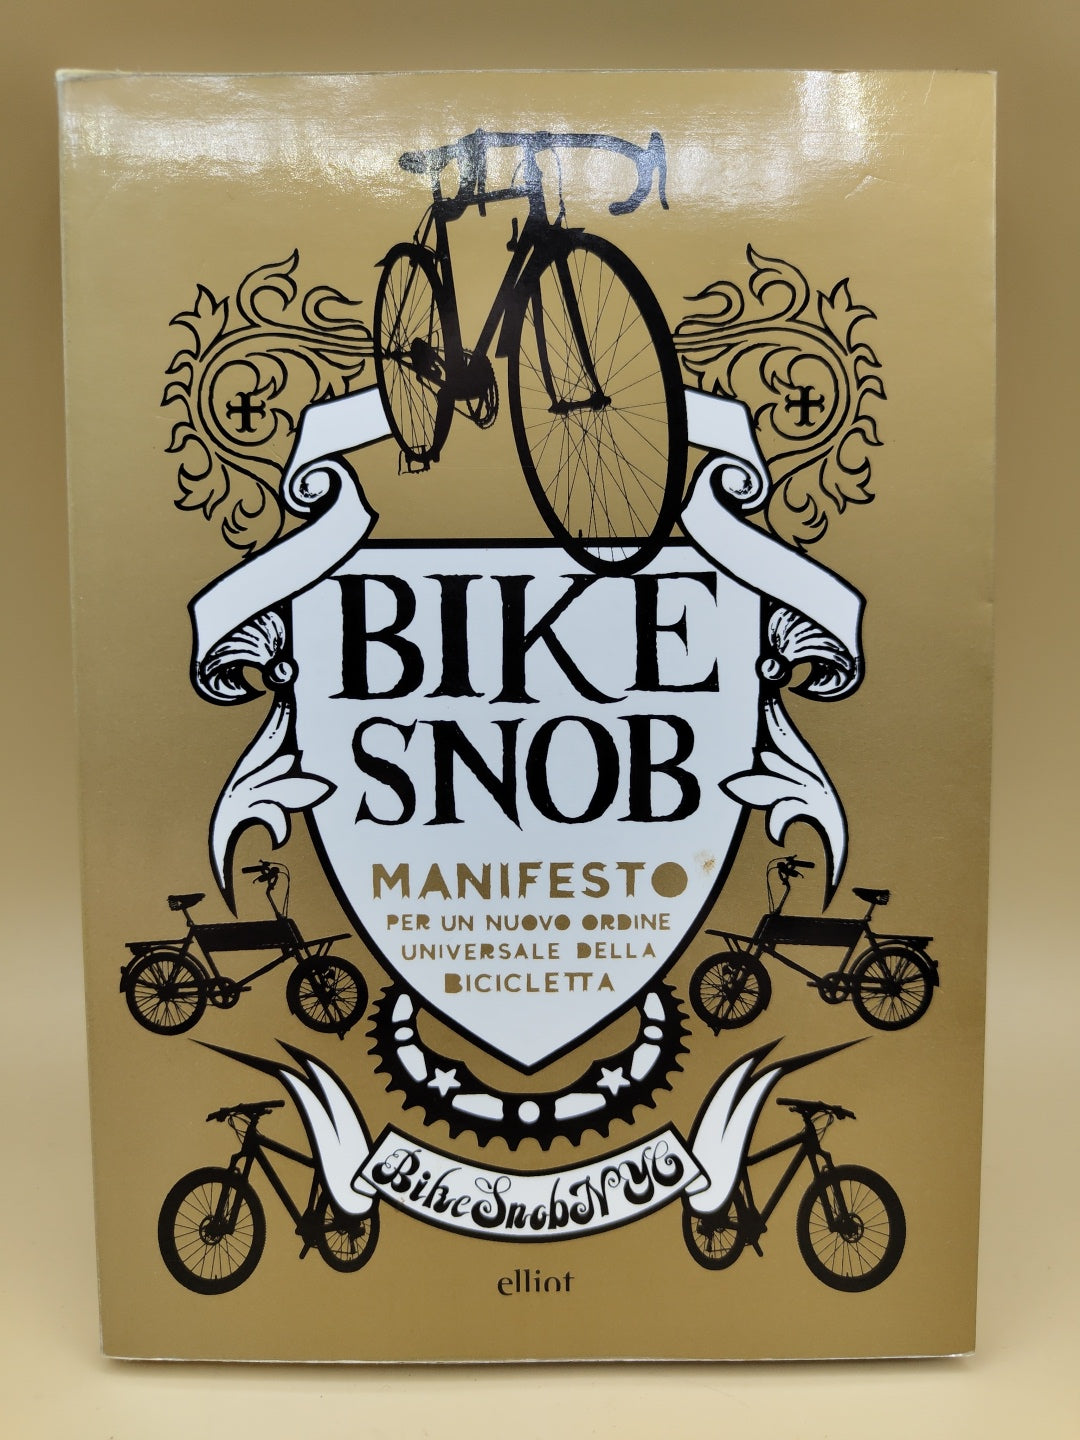 BIKE
SNOB
MANIFESTO
PER UN NUOVO ORDINE
UNIVERSALE DELLA
BICICLETTA
BikeSnobNYC
elliot